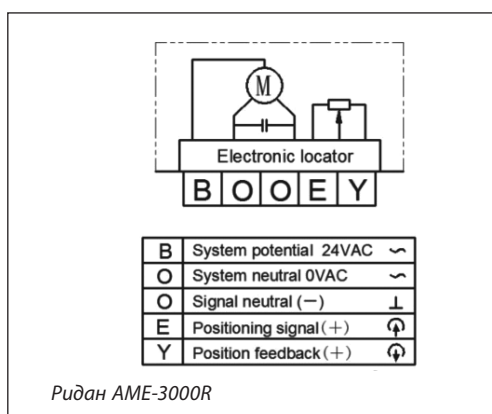 M
Electronic locator
B O O E Y
B System potential 24VAC ∼
O System neutral 0VAC ∼
O Signal neutral (—) ⊥
E Positioning signal (+)
Y Position feedback (+)
Ридан AME-3000R